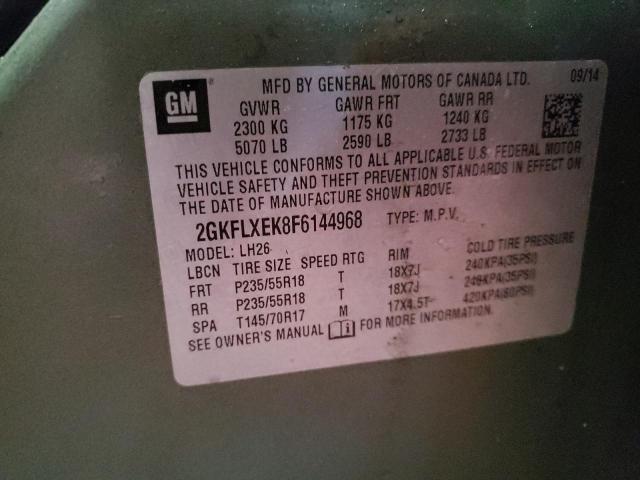 MFD BY GENERAL MOTORS OF CANADA LTD. 09/14
GM
GVWR GAWR FRT GAWR RR
2300 KG 1175 KG 1240 KG
5070 LB 2590 LB 2733 LB
THIS VEHICLE CONFORMS TO ALL APPLICABLE U.S. FEDERAL MOTOR
VEHICLE SAFETY AND THEFT PREVENTION STANDARDS IN EFFECT ON
THE DATE OF MANUFACTURE SHOWN ABOVE.
2GKFLXEK8F6144968 TYPE: M.P.V.
MODEL: LH26
LBCN TIRE SIZE SPEED RTG RIM COLD TIRE PRESSURE
FRT P235/55R18 T 18X7J 240KPA(35PSI)
RR P235/55R18 T 18X7J 240KPA(35PSI)
SPA T145/70R17 M 17X4.5T 420KPA(60PSI)
SEE OWNER'S MANUAL FOR MORE INFORMATION.